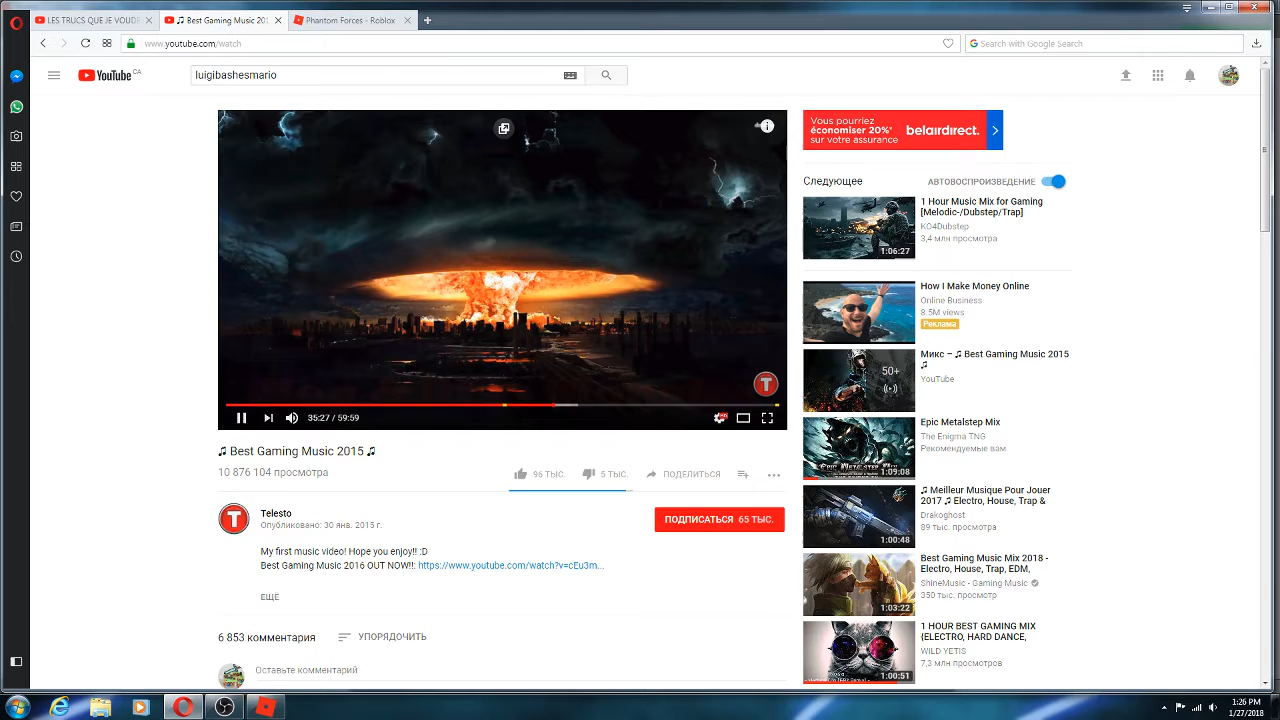 LES TRUCS QUE JE VOUD
♫ Best Gaming Music 201
Phantom Forces - Roblox
www.youtube.com/watch
Search with Google Search
YouTube CA
luigibashesmario
Vous pourriez
économiser 20%*
sur votre assurance
belairdirect.
Следующее
АВТОВОСПРОИЗВЕДЕНИЕ
1 Hour Music Mix for Gaming
[Melodic-/Dubstep/Trap]
KO4Dubstep
3,4 млн просмотра
1:06:27
How I Make Money Online
Online Business
8.5M views
Реклама
Микс – ♫ Best Gaming Music 2015
♫
YouTube
50+
Epic Metalstep Mix
The Enigma TNG
Рекомендуемые вам
1:09:08
♫ Meilleur Musique Pour Jouer
2017 ♫ Electro, House, Trap &
Drakoghost
89 тыс. просмотра
1:00:48
Best Gaming Music Mix 2018 -
Electro, House, Trap, EDM,
ShineMusic - Gaming Music
350 тыс. просмотр
1:03:22
1 HOUR BEST GAMING MIX
{ELECTRO, HARD DANCE,
WILD YETIS
7,3 млн просмотров
1:00:51
T
35:27 / 59:59
HD
♫ Best Gaming Music 2015 ♫
10 876 104 просмотра
96 ТЫС.
5 ТЫС.
ПОДЕЛИТЬСЯ
T
Telesto
Опубликовано: 30 янв. 2015 г.
ПОДПИСАТЬСЯ 65 ТЫС.
My first music video! Hope you enjoy!! :D
Best Gaming Music 2016 OUT NOW!!: https://www.youtube.com/watch?v=cEu3m...
ЕЩЁ
6 853 комментария
УПОРЯДОЧИТЬ
Оставьте комментарий
1:26 PM
1/27/2018